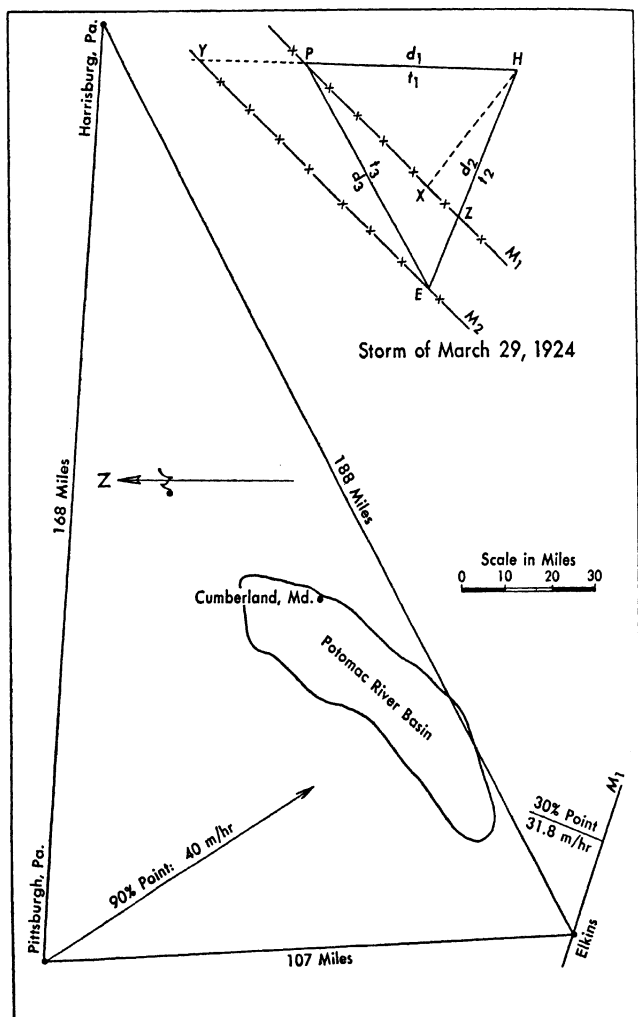 Harrisburg, Pa.
Y
P
d₁
H
t₁
t₃
d₃
d₂
t₂
X
Z
M₁
E
M₂
Storm of March 29, 1924
168 Miles
N
188 Miles
Scale in Miles
0 10 20 30
Cumberland, Md.
Potomac River Basin
M₁
30% Point
31.8 m/hr
90% Point: 40 m/hr
Pittsburgh, Pa.
Elkins
107 Miles